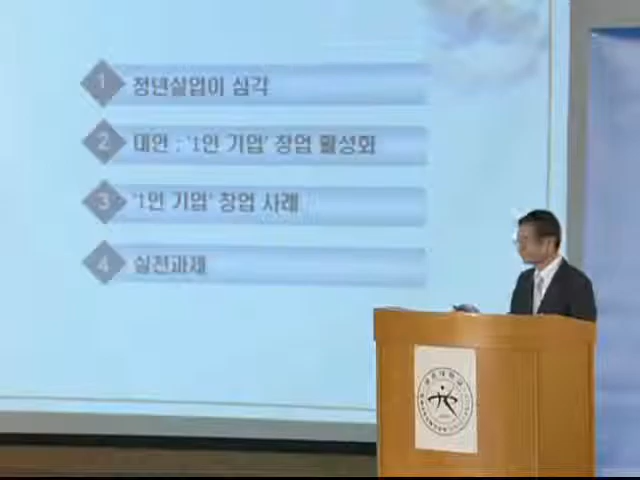 1
청년실업이 심각
2
대안 : '1인 기업' 창업 활성화
3
'1인 기업' 창업 사례
4
실천과제